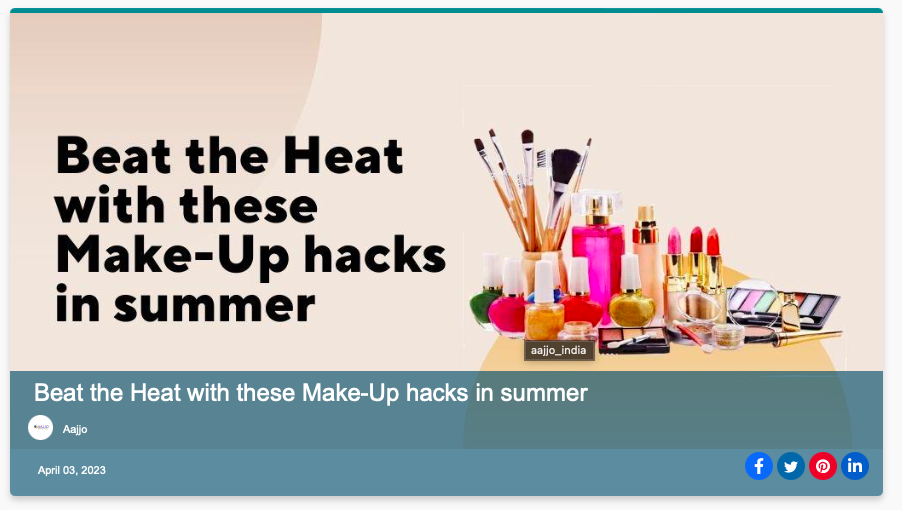 Beat the Heat
with these
Make-Up hacks
in summer
aajjo_india
Beat the Heat with these Make-Up hacks in summer
Aajjo
April 03, 2023